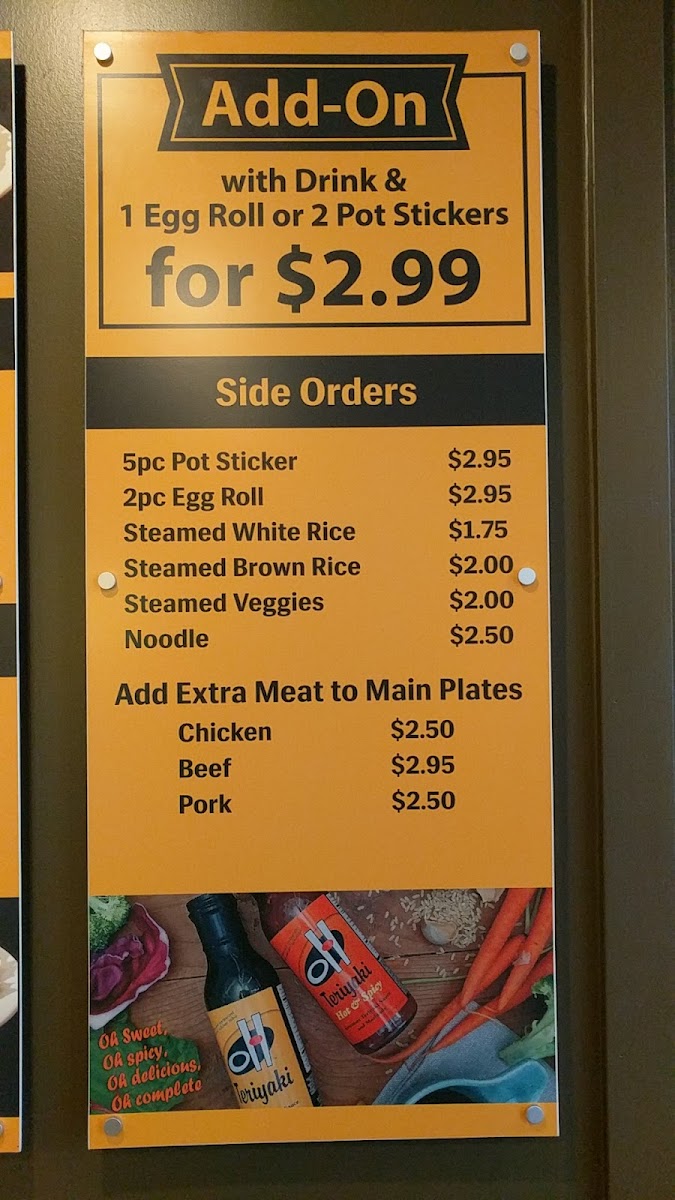 Add-On
with Drink &
1 Egg Roll or 2 Pot Stickers
for $2.99
Side Orders
5pc Pot Sticker $2.95
2pc Egg Roll $2.95
Steamed White Rice $1.75
Steamed Brown Rice $2.00
Steamed Veggies $2.00
Noodle $2.50
Add Extra Meat to Main Plates
Chicken $2.50
Beef $2.95
Pork $2.50
Oh Sweet,
Oh spicy,
Oh delicious,
Oh complete
Teriyaki
Teriyaki
Hot & Spicy